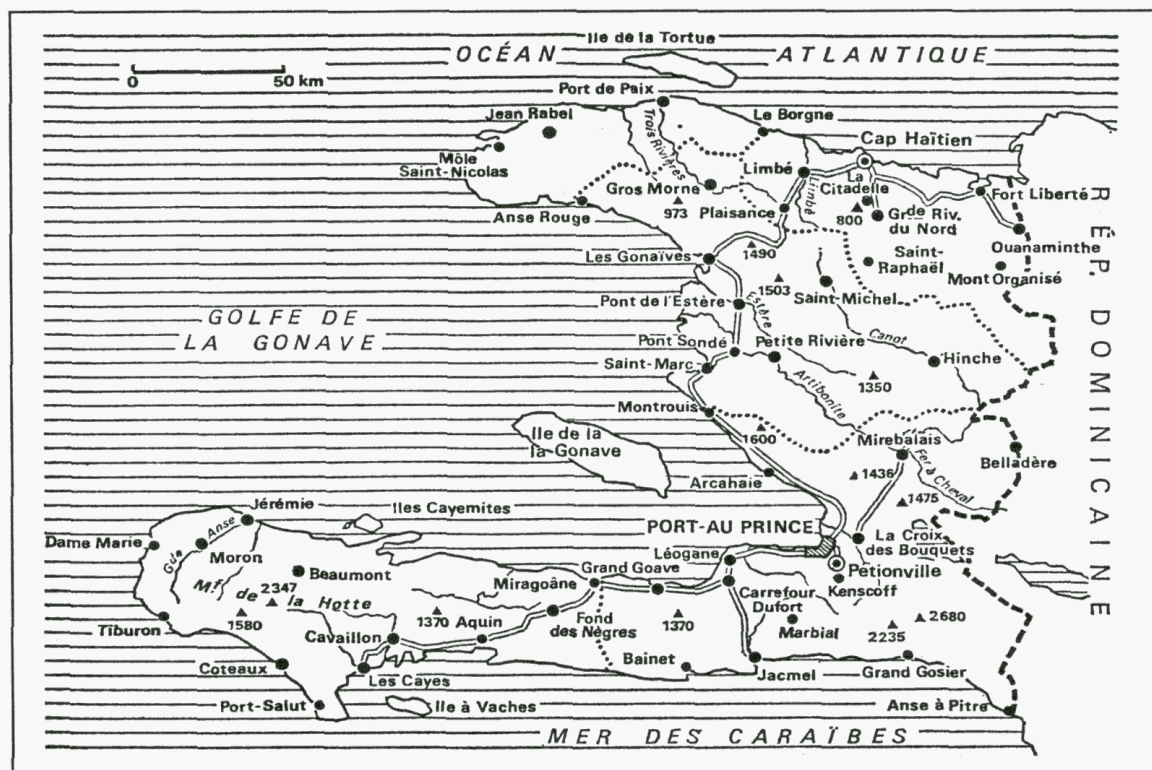 Ile de la Tortue
OCÉAN ATLANTIQUE
0 50 km
Port de Paix
Jean Rabel
Le Borgne
Cap Haïtien
Trois Rivières
Môle
Saint-Nicolas
Limbé
La
Citadelle
Limbé
Fort Liberté
Gros Morne
973
Anse Rouge
Plaisance
800
Grde Riv.
du Nord
Ouanaminthe
Les Gonaïves
1490
Saint-
Raphaël
Mont Organisé
1503
Saint-Michel
Pont de l'Estère
Estère
GOLFE DE
LA GONAVE
Pont Sondé
Petite Rivière
Canot
Hinche
Saint-Marc
1350
Artibonite
Montrouis
1600
Mirebalais
Ile de la
la Gonave
Belladère
Fer à Cheval
1436
Arcahaie
1475
RÉP. DOMINICAINE
Jérémie
Iles Cayemites
PORT-AU PRINCE
La Croix
des Bouquets
Dame Marie
Gde Anse
Moron
Léogane
Pétionville
Grand Goave
Kenscoff
Beaumont
Miragoâne
Carrefour
Dufort
Mf de la Hotte
2347
1580
1370
Aquin
Fond
des Nègres
1370
Marbial
2680
2235
Tiburon
Cavaillon
Coteaux
Bainet
Les Cayes
Jacmel
Grand Gosier
Port-Salut
Ile à Vaches
Anse à Pitre
MER DES CARAÏBES